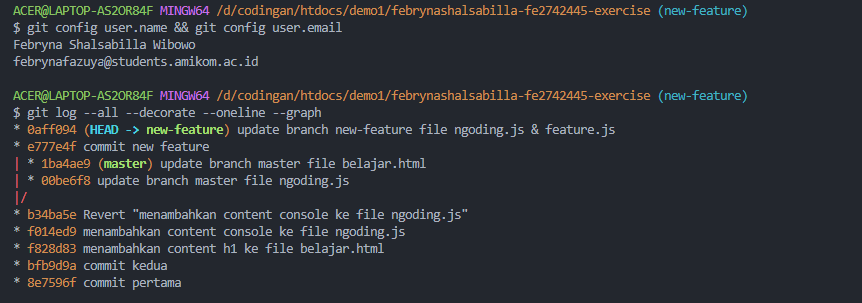 ACER@LAPTOP-AS2OR84F MINGW64 /d/codingan/htdocs/demo1/febrynashalsabilla-fe2742445-exercise (new-feature)
$ git config user.name && git config user.email
Febryna Shalsabilla Wibowo
febrynafazuya@students.amikom.ac.id

ACER@LAPTOP-AS2OR84F MINGW64 /d/codingan/htdocs/demo1/febrynashalsabilla-fe2742445-exercise (new-feature)
$ git log --all --decorate --oneline --graph
* 0aff094 (HEAD -> new-feature) update branch new-feature file ngoding.js & feature.js
* e777e4f commit new feature
| * 1ba4ae9 (master) update branch master file belajar.html
| * 00be6f8 update branch master file ngoding.js
|/
* b34ba5e Revert "menambahkan content console ke file ngoding.js"
* f014ed9 menambahkan content console ke file ngoding.js
* f828d83 menambahkan content h1 ke file belajar.html
* bfb9d9a commit kedua
* 8e7596f commit pertama